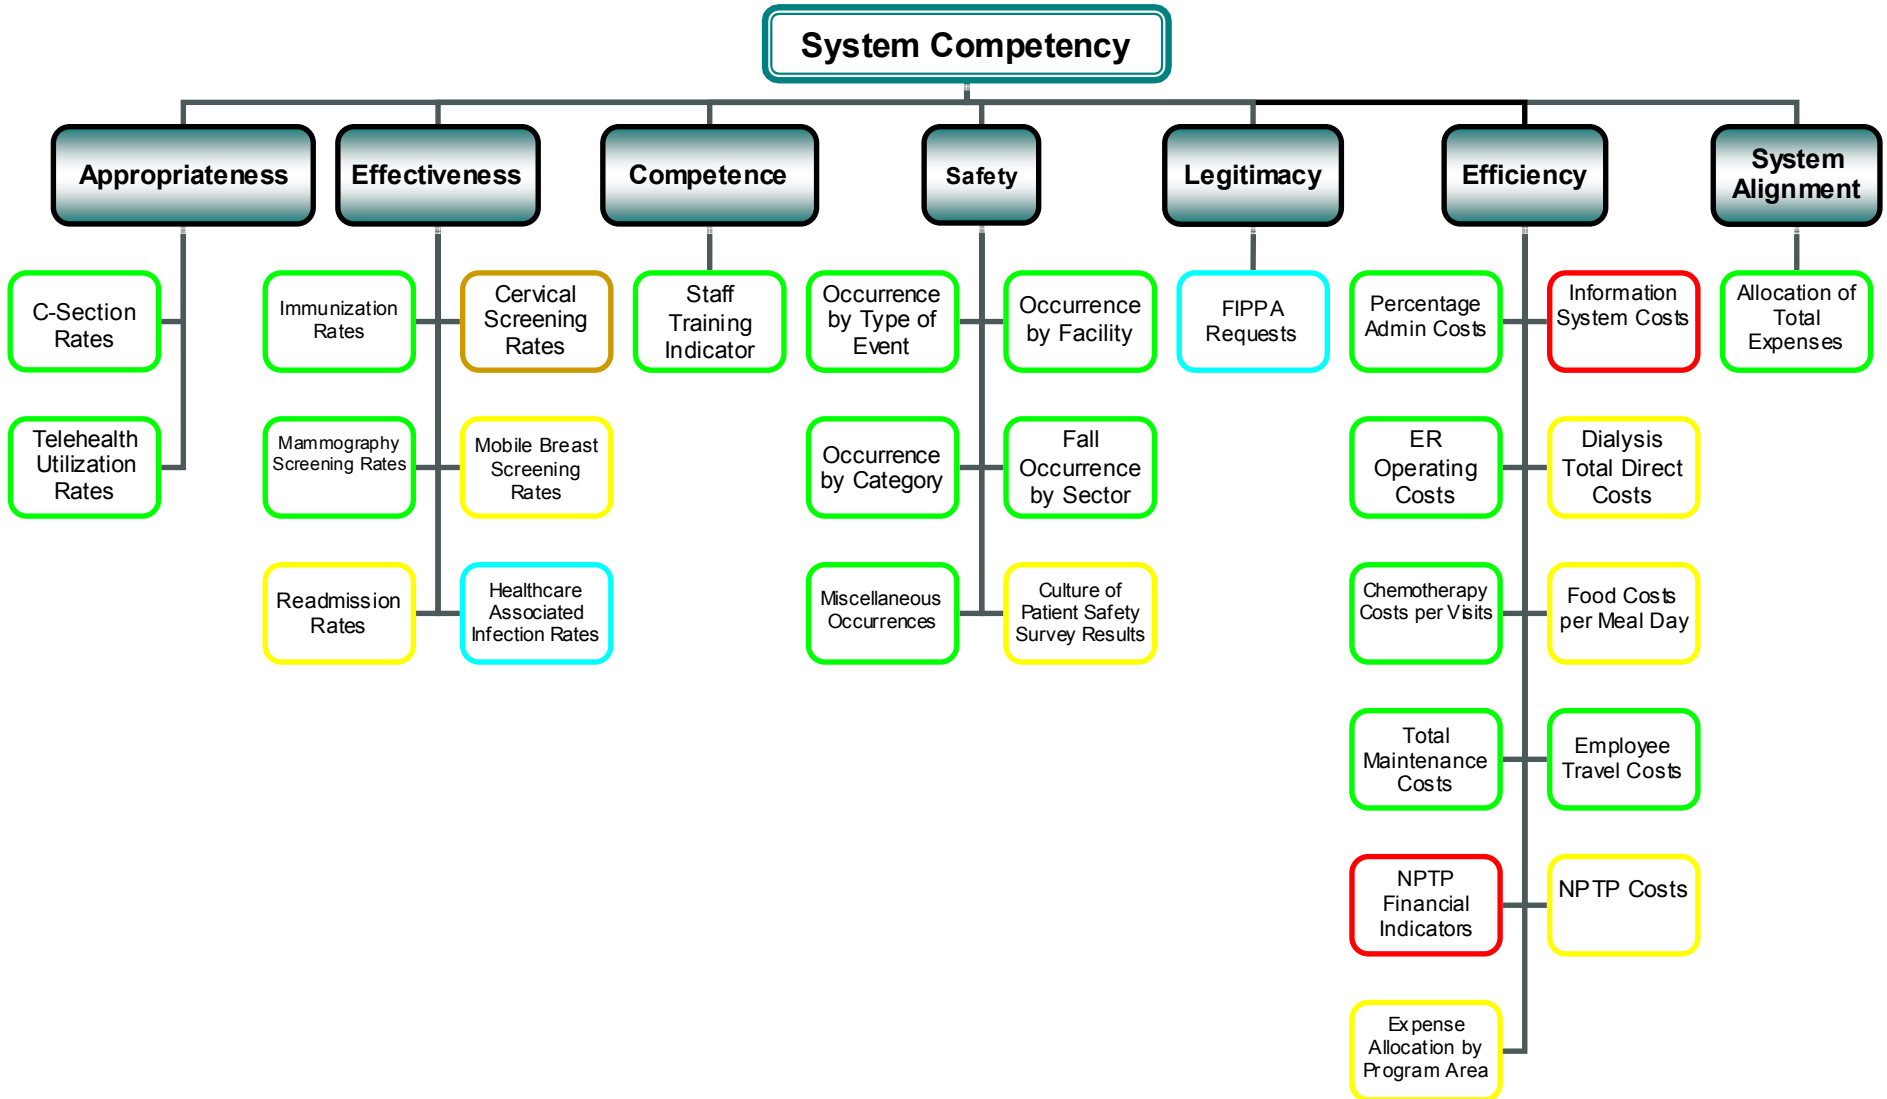 System Competency
Appropriateness
Effectiveness
Competence
Safety
Legitimacy
Efficiency
System
Alignment
C-Section
Rates
Telehealth
Utilization
Rates
Immunization
Rates
Cervical
Screening
Rates
Mammography
Screening Rates
Mobile Breast
Screening
Rates
Readmission
Rates
Healthcare
Associated
Infection Rates
Staff
Training
Indicator
Occurrence
by Type of
Event
Occurrence
by Facility
Occurrence
by Category
Fall
Occurrence
by Sector
Miscellaneous
Occurrences
Culture of
Patient Safety
Survey Results
FIPPA
Requests
Percentage
Admin Costs
Information
System Costs
ER
Operating
Costs
Dialysis
Total Direct
Costs
Chemotherapy
Costs per Visits
Food Costs
per Meal Day
Total
Maintenance
Costs
Employee
Travel Costs
NPTP
Financial
Indicators
NPTP Costs
Expense
Allocation by
Program Area
Allocation of
Total
Expenses